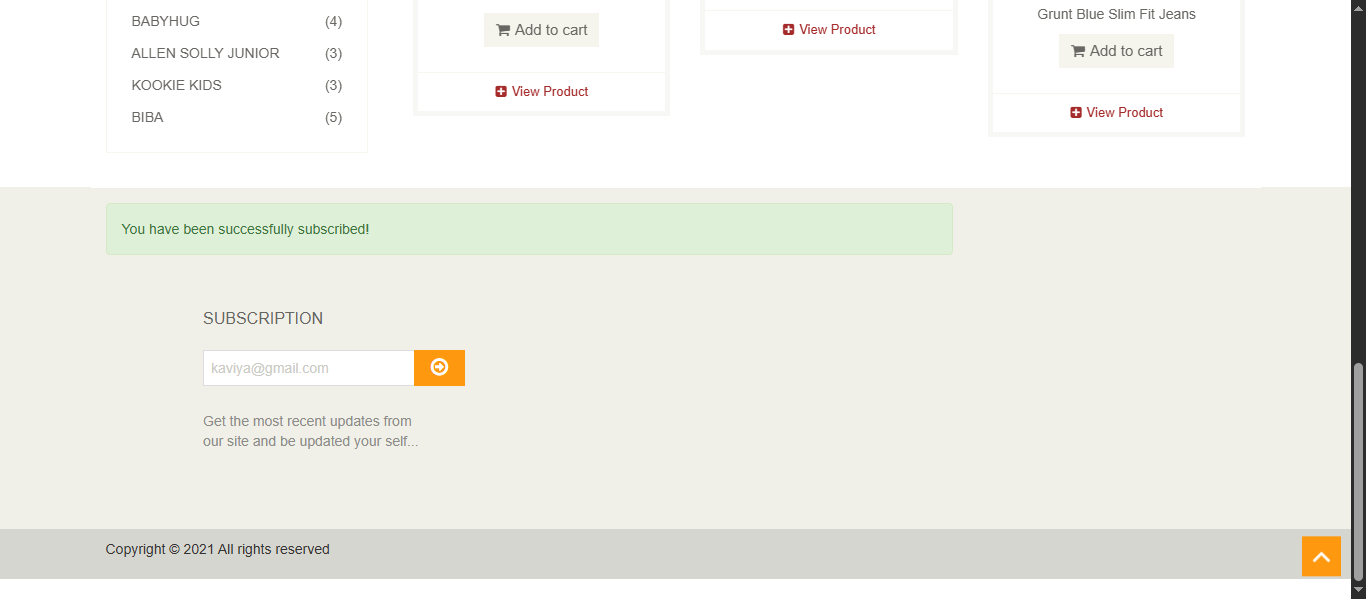 BABYHUG (4)
ALLEN SOLLY JUNIOR (3)
KOOKIE KIDS (3)
BIBA (5)
Add to cart
View Product
View Product
Grunt Blue Slim Fit Jeans
Add to cart
View Product
You have been successfully subscribed!
SUBSCRIPTION
kaviya@gmail.com
Get the most recent updates from
our site and be updated your self...
Copyright © 2021 All rights reserved